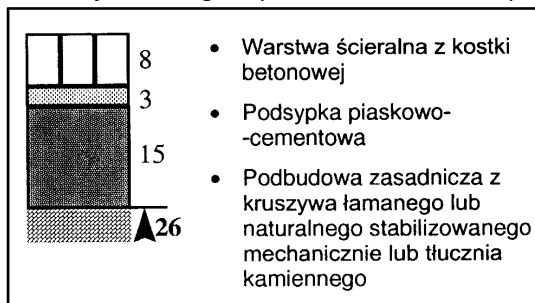 8
3
15
26
• Warstwa ścieralna z kostki
betonowej
• Podsypka piaskowo-
-cementowa
• Podbudowa zasadnicza z
kruszywa łamanego lub
naturalnego stabilizowanego
mechanicznie lub tłucznia
kamiennego